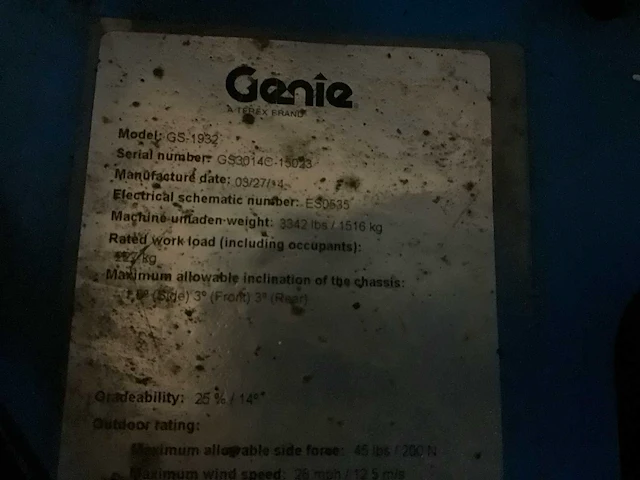 Genie
A TEREX BRAND
Model: GS-1932
Serial number: GS3014C-15023
Manufacture date: 03/27/14
Electrical schematic number: ES0535
Machine unladen weight: 3342 lbs / 1516 kg
Rated work load (including occupants):
kg
Maximum allowable inclination of the chassis:
(Side) 3° (Front) 3° (Rear)
Gradeability: 25 % / 14°
Outdoor rating:
Maximum allowable side force: 45 lbs / 200 N
Maximum wind speed: 28 mph / 12.5 m/s